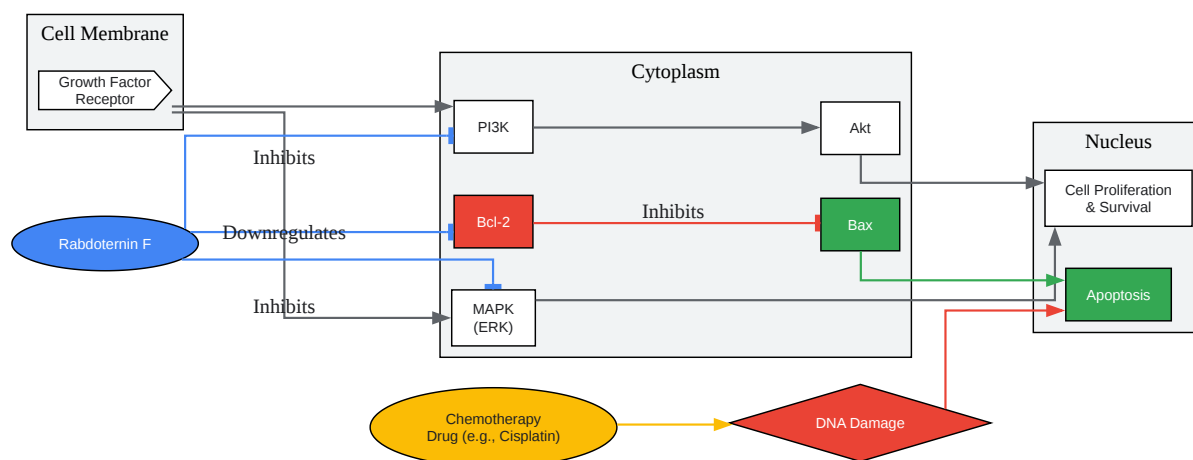 Cell Membrane
Growth Factor
Receptor
Cytoplasm
PI3K
Akt
Nucleus
Inhibits
Cell Proliferation
& Survival
Bcl-2
Inhibits
Bax
Rabdoternin F
Downregulates
Inhibits
MAPK
(ERK)
Apoptosis
Chemotherapy
Drug (e.g., Cisplatin)
DNA Damage